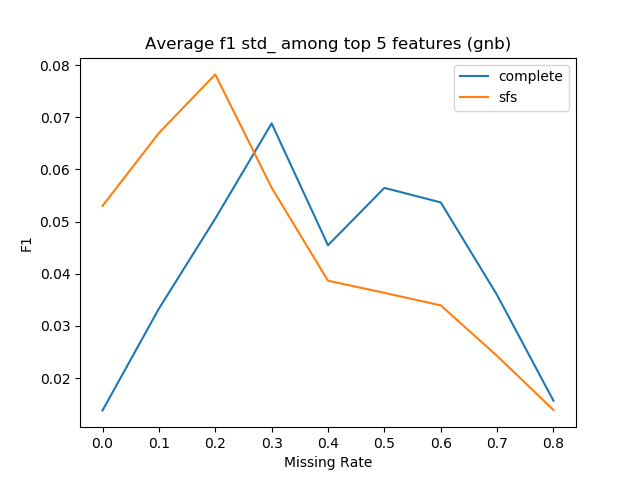 Average f1 std_ among top 5 features (gnb)
complete
sfs
0.08
0.07
0.06
0.05
0.04
0.03
0.02
F1
0.0 0.1 0.2 0.3 0.4 0.5 0.6 0.7 0.8
Missing Rate